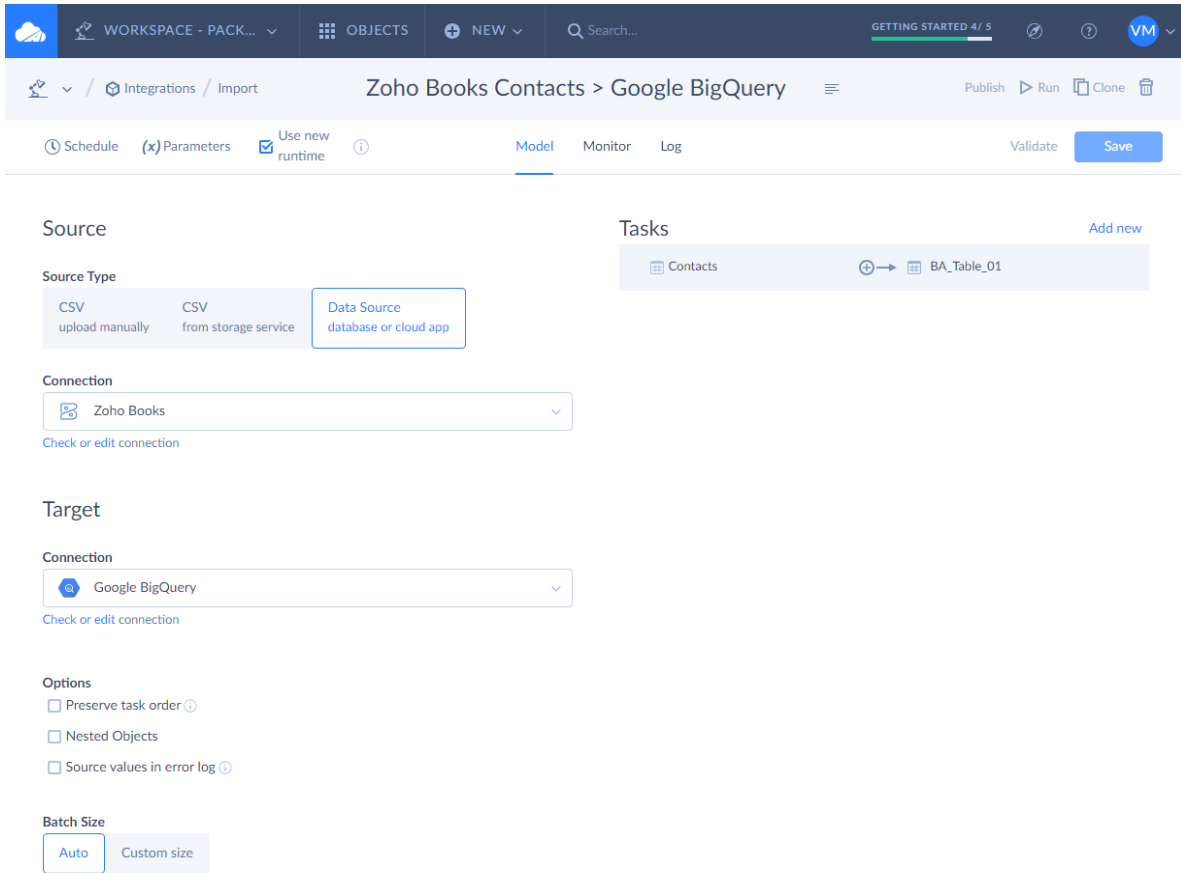 WORKSPACE - PACK... OBJECTS NEW Search... GETTING STARTED 4/ 5 VM
/ Integrations / Import Zoho Books Contacts > Google BigQuery Publish Run Clone
Schedule (x) Parameters Use new runtime Model Monitor Log Validate Save
Source
Source Type
CSV
upload manually
CSV
from storage service
Data Source
database or cloud app
Connection
Zoho Books
Check or edit connection
Target
Connection
Google BigQuery
Check or edit connection
Options
Preserve task order
Nested Objects
Source values in error log
Batch Size
Auto Custom size
Tasks Add new
Contacts BA_Table_01